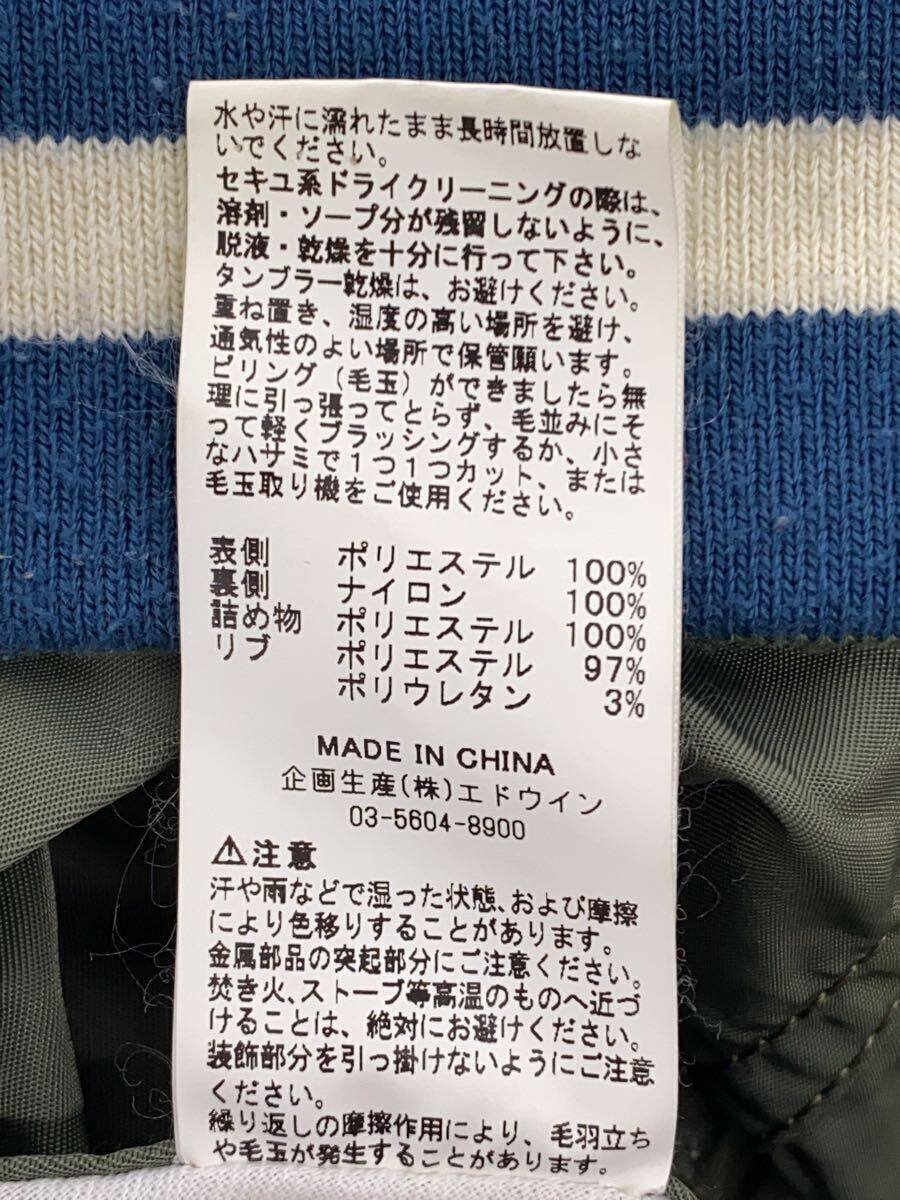 水や汗に濡れたまま長時間放置しな
いでください。
セキユ系ドライクリーニングの際は、
溶剤・ソープ分が残留しないように、
脱液・乾燥を十分に行って下さい。
タンブラー乾燥は、お避けください。
重ね置き、湿度の高い場所を避け、
通気性のよい場所で保管願います。
ピリング（毛玉）ができましたら無
理に引っ張ってとらず、毛並みにそ
って軽くブラッシングするか、小さ
なハサミで1つ1つカット、または
毛玉取り機をご使用ください。
表側 ポリエステル 100%
裏側 ナイロン 100%
詰め物 ポリエステル 100%
リブ ポリエステル 97%
ポリウレタン 3%
MADE IN CHINA
企画生産(株)エドウイン
03-5604-8900
⚠注意
汗や雨などで湿った状態、および摩擦
により色移りすることがあります。
金属部品の突起部分にご注意ください。
焚き火、ストーブ等高温のものへ近づ
けることは、絶対にお避けください。
装飾部分を引っ掛けないようにご注意
ください。
繰り返しの摩擦作用により、毛羽立ち
や毛玉が発生することがあります。